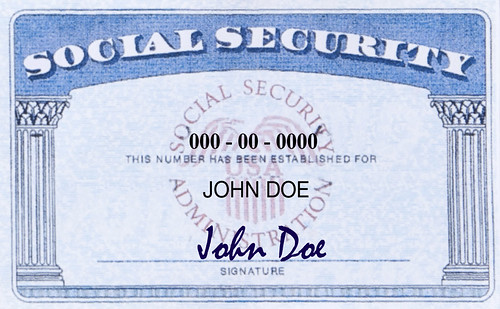 SOCIAL SECURITY
SOCIAL SECURITY
ADMINISTRATION
USA
000 - 00 - 0000
THIS NUMBER HAS BEEN ESTABLISHED FOR
JOHN DOE
John Doe
SIGNATURE